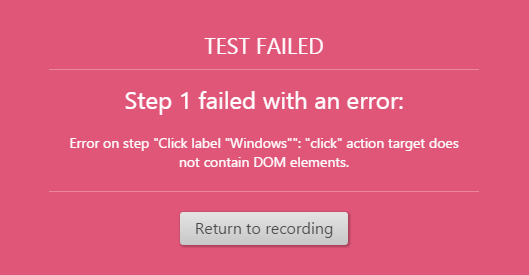 TEST FAILED
Step 1 failed with an error:
Error on step "Click label "Windows"": "click" action target does
not contain DOM elements.
Return to recording